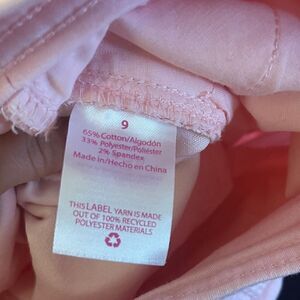 9
65% Cotton/Algodón
33% Polyester/Poliéster
2% Spandex
Made in/Hecho en China
THIS LABEL YARN IS MADE
OUT OF 100% RECYCLED
POLYESTER MATERIALS